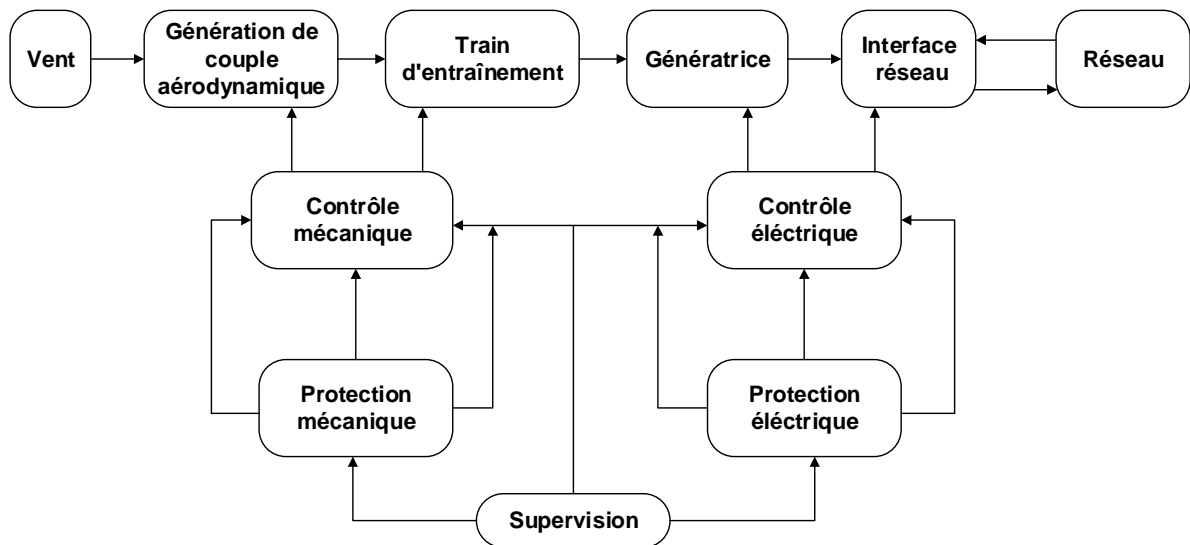 Vent
Génération de
couple
aérodynamique
Train
d'entraînement
Génératrice
Interface
réseau
Réseau
Contrôle
mécanique
Contrôle
éléctrique
Protection
mécanique
Protection
éléctrique
Supervision